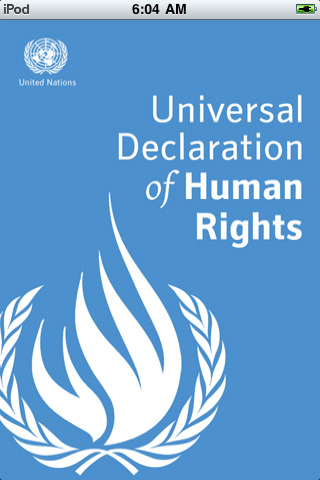 iPod 6:04 AM
United Nations
Universal
Declaration
of Human
Rights